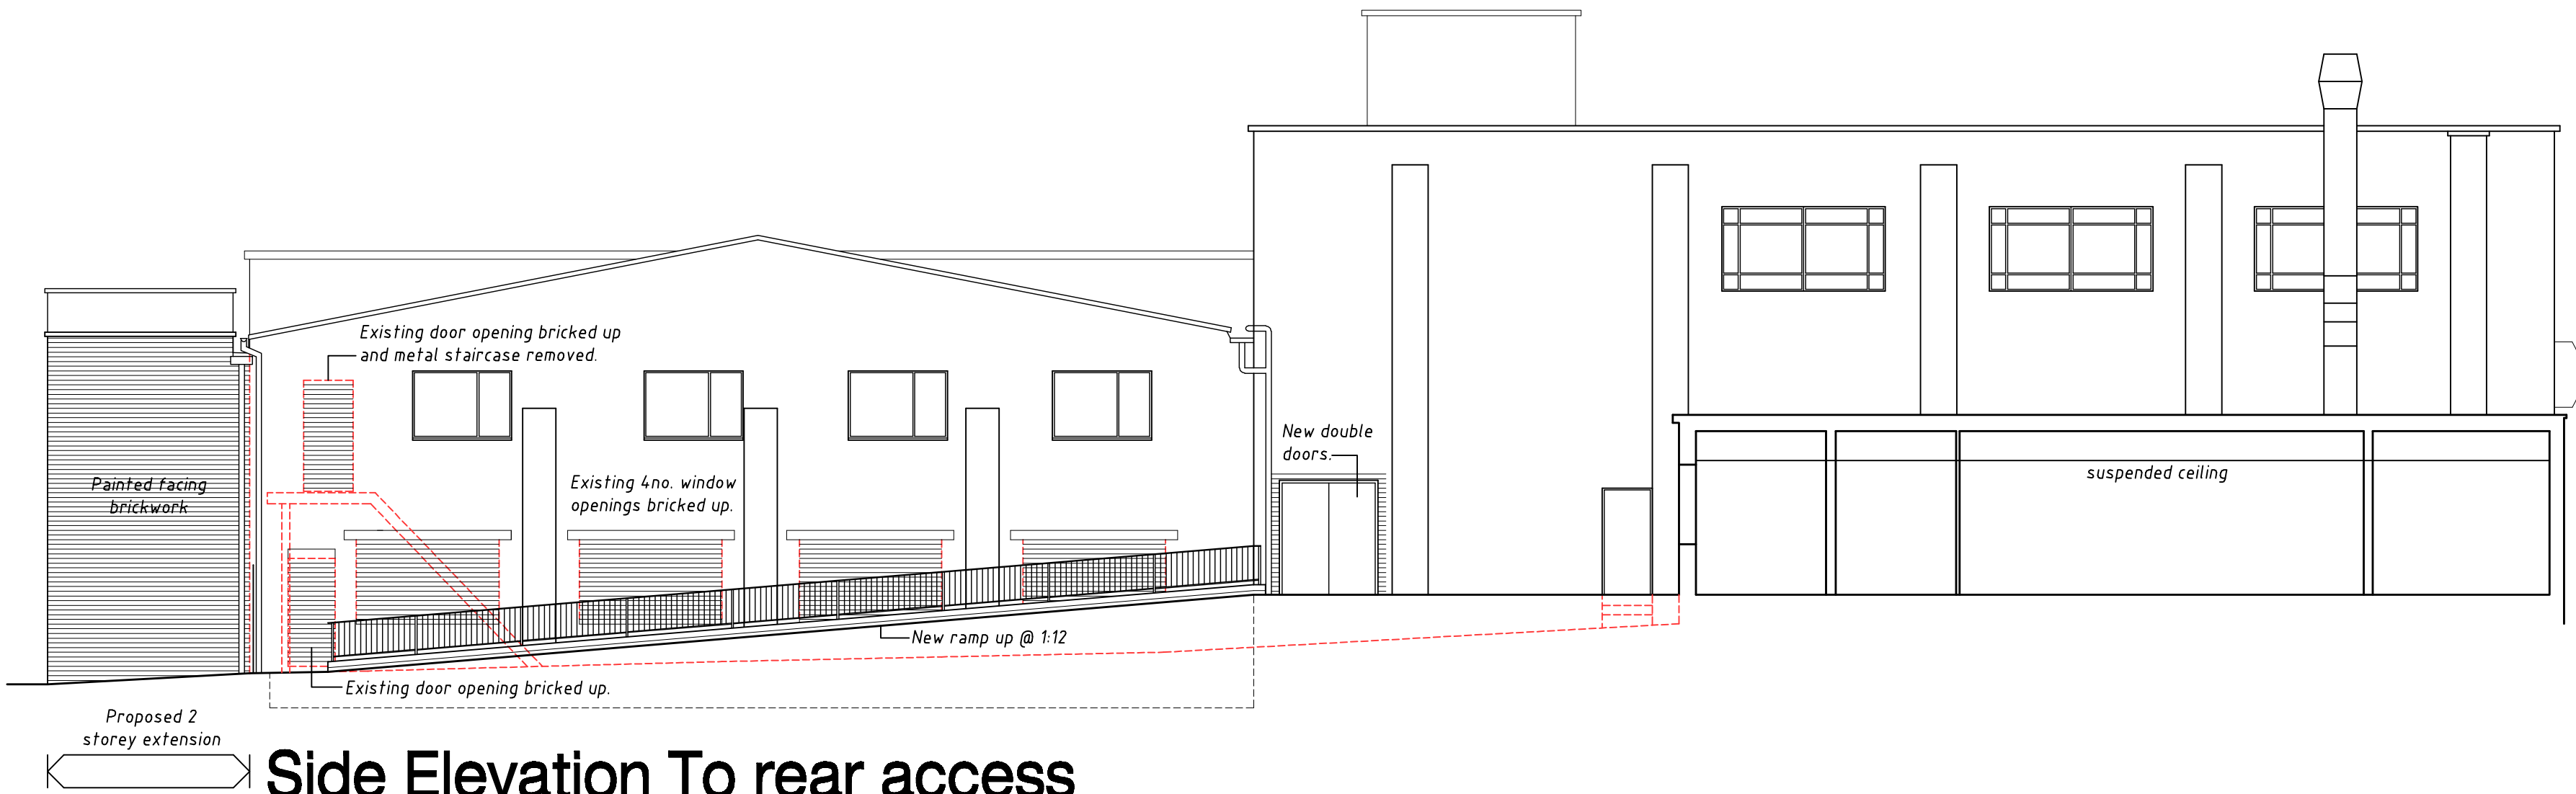 Existing door opening bricked up
and metal staircase removed.
New double
doors.
Painted facing
brickwork
Existing 4no. window
openings bricked up.
suspended ceiling
New ramp up @ 1:12
Existing door opening bricked up.
Proposed 2
storey extension
Side Elevation To rear access